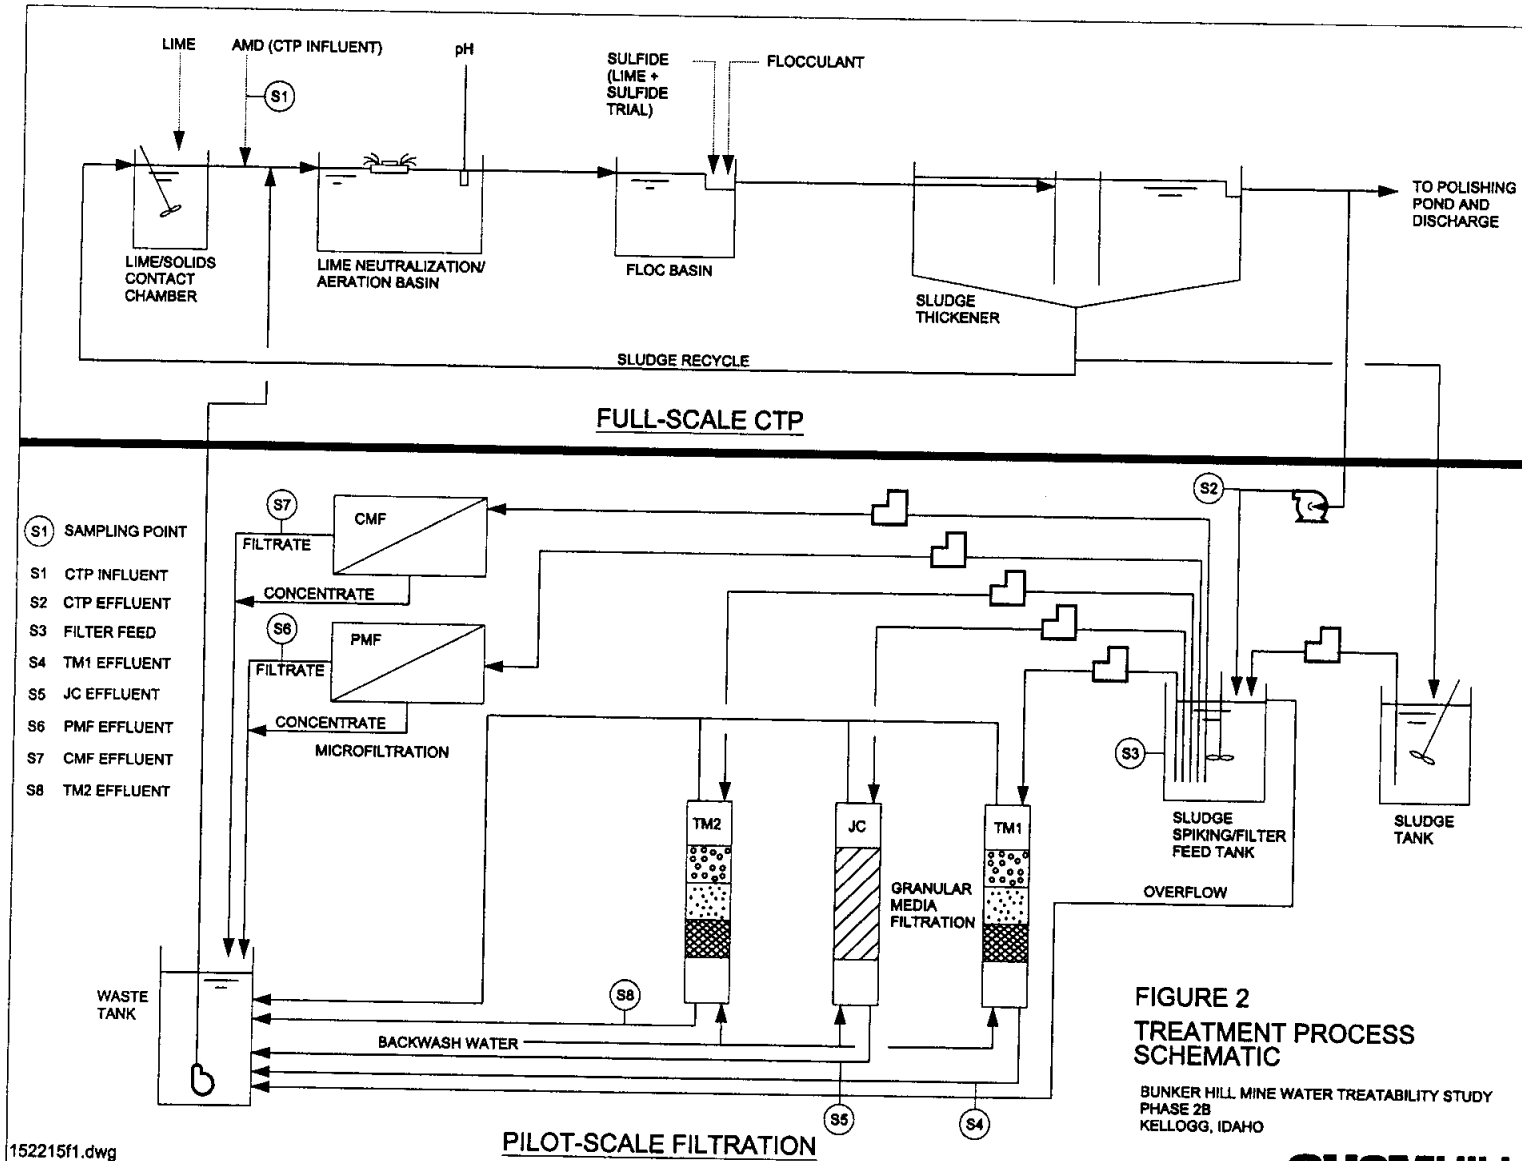 LIME
AMD (CTP INFLUENT)
pH
S1
SULFIDE
(LIME +
SULFIDE
TRIAL)
FLOCCULANT
TO POLISHING
POND AND
DISCHARGE
LIME/SOLIDS
CONTACT
CHAMBER
LIME NEUTRALIZATION/
AERATION BASIN
FLOC BASIN
SLUDGE
THICKENER
SLUDGE RECYCLE
FULL-SCALE CTP
S1 SAMPLING POINT
S1 CTP INFLUENT
S2 CTP EFFLUENT
S3 FILTER FEED
S4 TM1 EFFLUENT
S5 JC EFFLUENT
S6 PMF EFFLUENT
S7 CMF EFFLUENT
S8 TM2 EFFLUENT
S7
FILTRATE
CMF
CONCENTRATE
S6
FILTRATE
PMF
CONCENTRATE
MICROFILTRATION
S2
S3
SLUDGE
SPIKING/FILTER
FEED TANK
SLUDGE
TANK
TM2
JC
TM1
GRANULAR
MEDIA
FILTRATION
OVERFLOW
WASTE
TANK
S8
BACKWASH WATER
S5
S4
FIGURE 2
TREATMENT PROCESS
SCHEMATIC
BUNKER HILL MINE WATER TREATABILITY STUDY
PHASE 2B
KELLOGG, IDAHO
PILOT-SCALE FILTRATION
152215f1.dwg